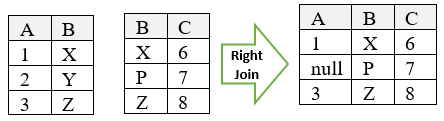 A B
1 X
2 Y
3 Z
B C
X 6
P 7
Z 8
Right
Join
A B C
1 X 6
null P 7
3 Z 8